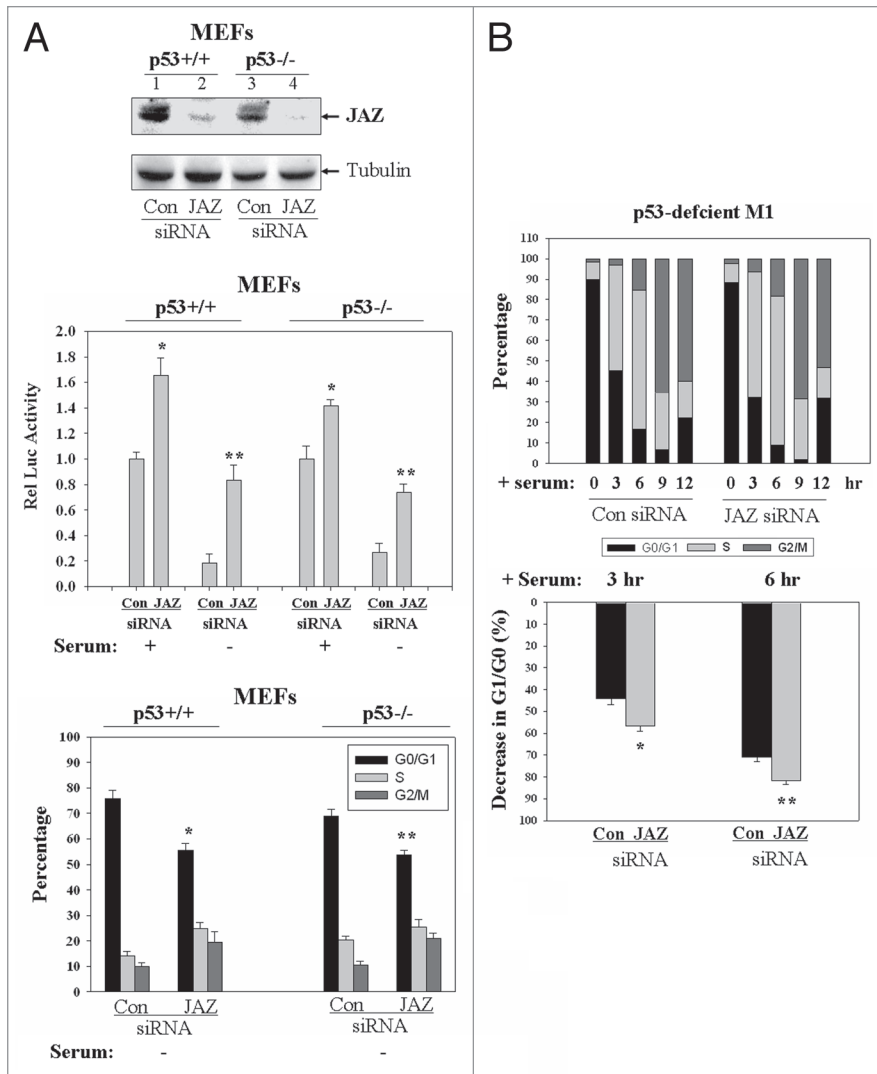 A
MEFs
p53+/+ p53-/-
1 2 3 4
JAZ
Tubulin
Con JAZ Con JAZ
siRNA siRNA
MEFs
p53+/+ p53-/-
Rel Luc Activity
2.0
1.8
1.6
1.4
1.2
1.0
0.8
0.6
0.4
0.2
0.0
* ** * **
Con JAZ Con JAZ Con JAZ Con JAZ
siRNA siRNA siRNA siRNA
Serum: + - + -
MEFs
p53+/+ p53-/-
Percentage
100
90
80
70
60
50
40
30
20
10
0
G0/G1
S
G2/M
* **
Con JAZ Con JAZ
siRNA siRNA
Serum: - -
B
p53-defcient M1
Percentage
110
100
90
80
70
60
50
40
30
20
10
0
+ serum: 0 3 6 9 12 0 3 6 9 12 hr
Con siRNA JAZ siRNA
G0/G1 S G2/M
+ Serum: 3 hr 6 hr
Decrease in G1/G0 (%)
0
10
20
30
40
50
60
70
80
90
100
* **
Con JAZ Con JAZ
siRNA siRNA